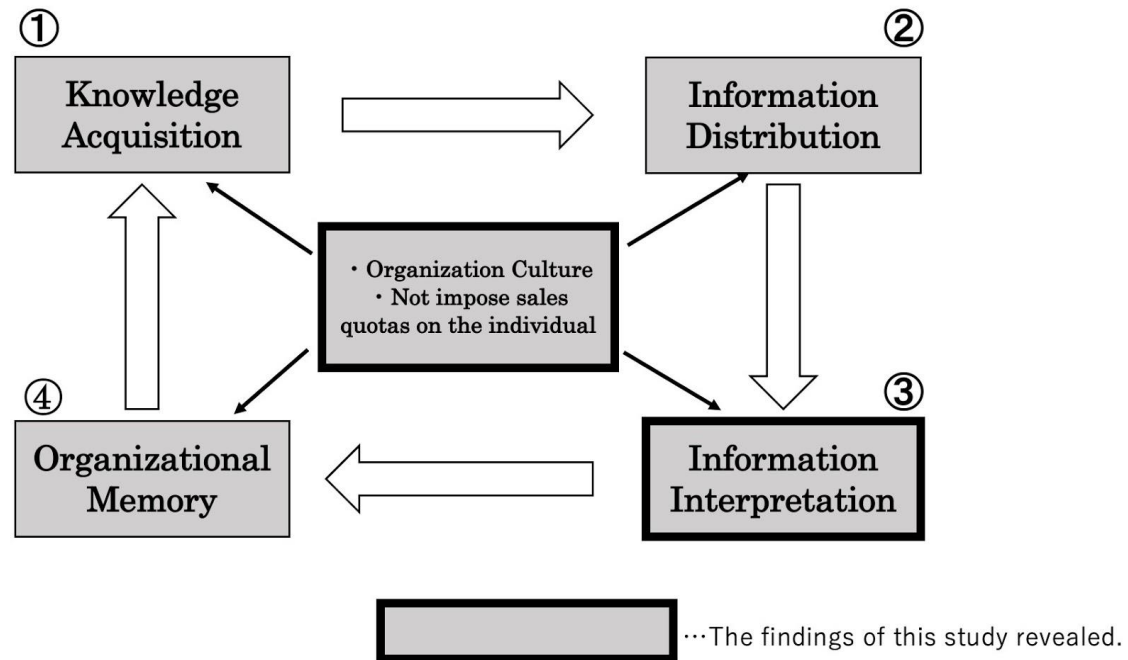 ①
Knowledge
Acquisition
②
Information
Distribution
・Organization Culture
・Not impose sales
quotas on the individual
④
Organizational
Memory
③
Information
Interpretation
…The findings of this study revealed.